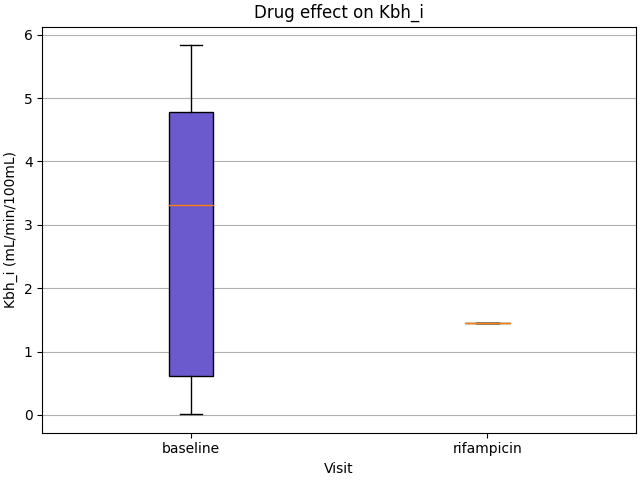 Drug effect on Kbh_i
Kbh_i (mL/min/100mL)
6
5
4
3
2
1
0
baseline
rifampicin
Visit